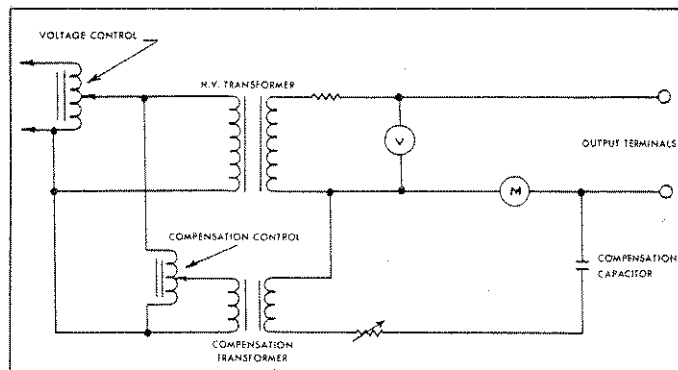 VOLTAGE CONTROL
H.V. TRANSFORMER
V
OUTPUT TERMINALS
M
COMPENSATION CONTROL
COMPENSATION
CAPACITOR
COMPENSATION
TRANSFORMER